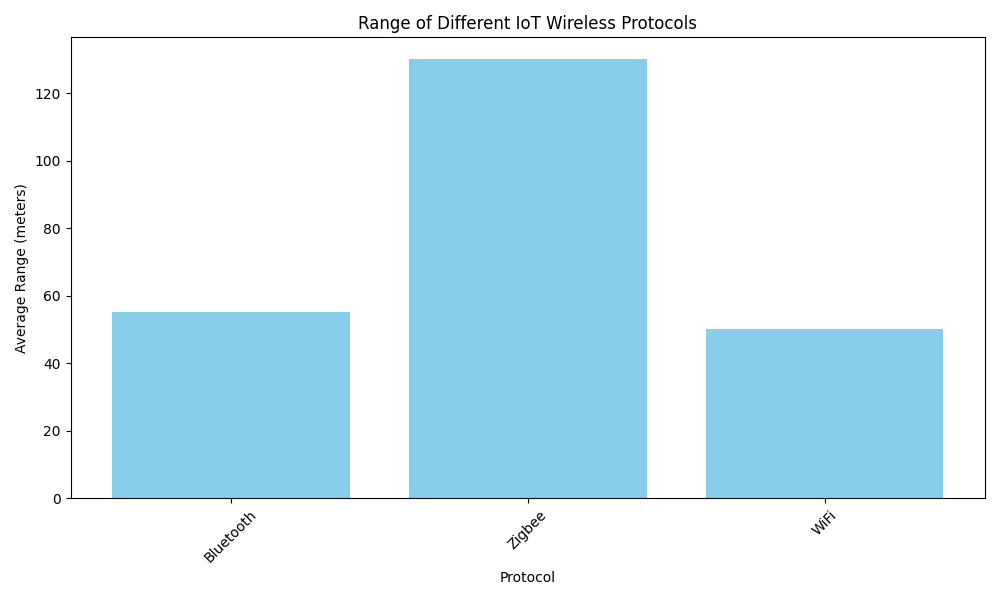 Range of Different IoT Wireless Protocols
Average Range (meters)
120
100
80
60
40
20
0
Bluetooth
Zigbee
WiFi
Protocol